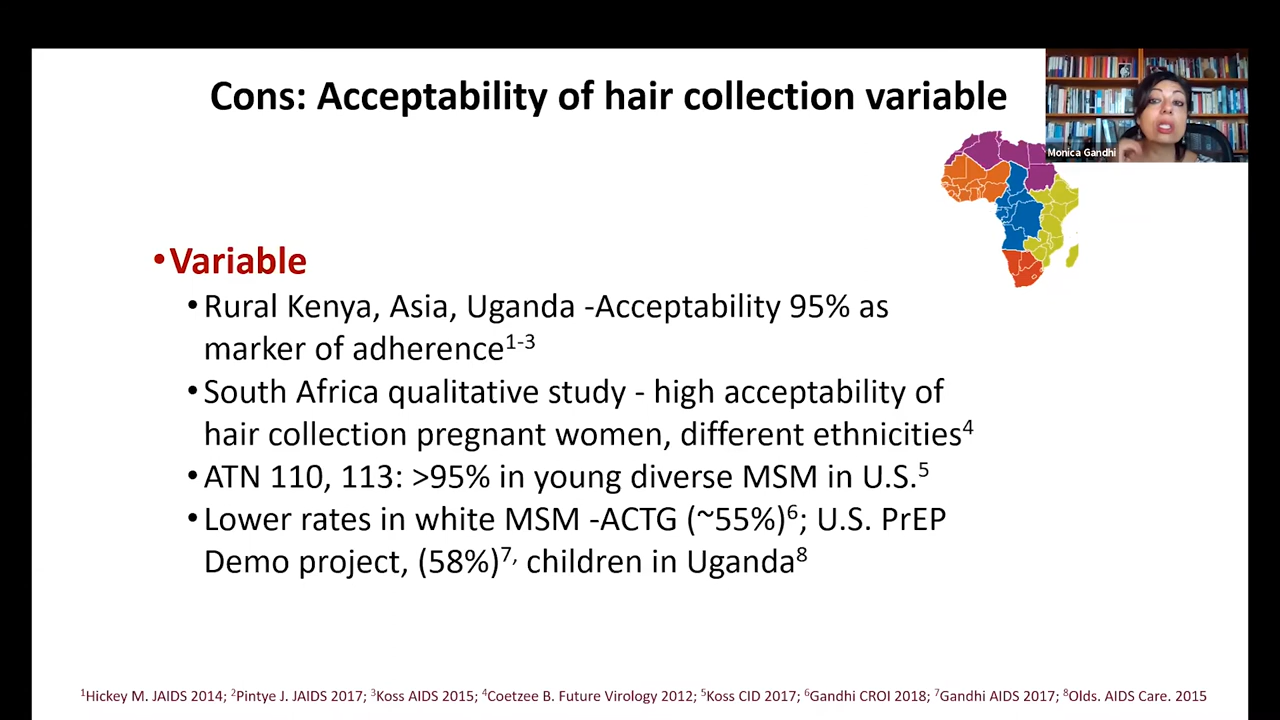 Cons: Acceptability of hair collection variable
Monica Gandhi
•Variable
•Rural Kenya, Asia, Uganda -Acceptability 95% as
marker of adherence1-3
•South Africa qualitative study - high acceptability of
hair collection pregnant women, different ethnicities4
•ATN 110, 113: >95% in young diverse MSM in U.S.5
•Lower rates in white MSM -ACTG (~55%)6; U.S. PrEP
Demo project, (58%)7, children in Uganda8
1Hickey M. JAIDS 2014; 2Pintye J. JAIDS 2017; 3Koss AIDS 2015; 4Coetzee B. Future Virology 2012; 5Koss CID 2017; 6Gandhi CROI 2018; 7Gandhi AIDS 2017; 8Olds. AIDS Care. 2015